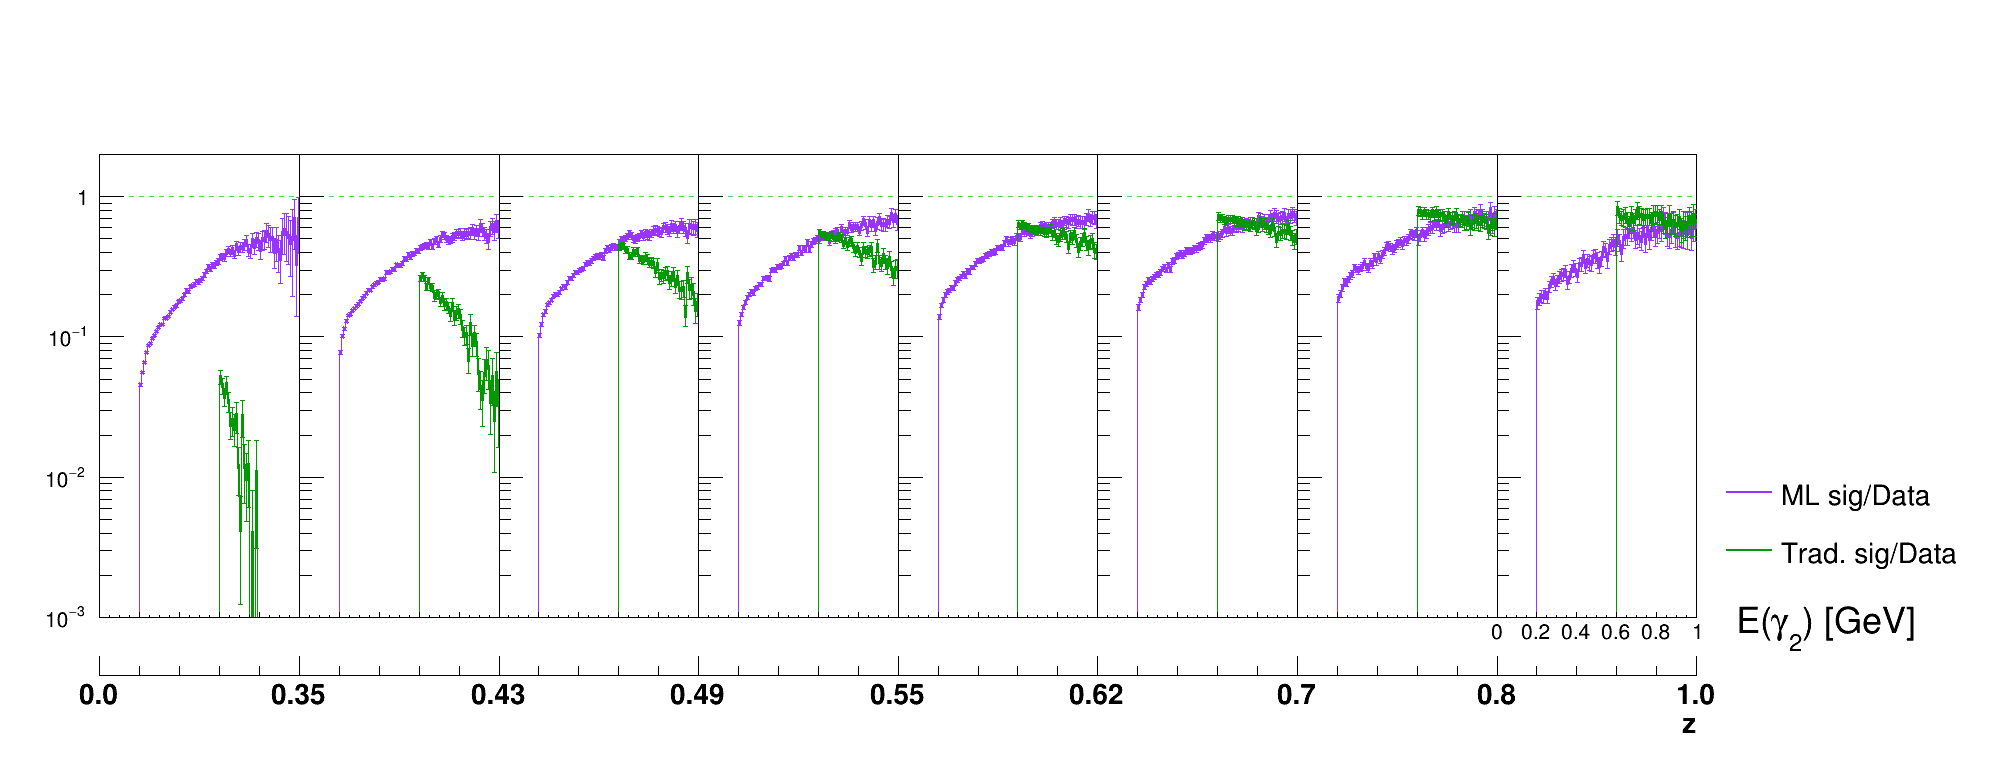 1
10⁻¹
10⁻²
10⁻³
ML sig/Data
Trad. sig/Data
0 0.2 0.4 0.6 0.8 1
E(γ₂) [GeV]
0.0 0.35 0.43 0.49 0.55 0.62 0.7 0.8 1.0
z